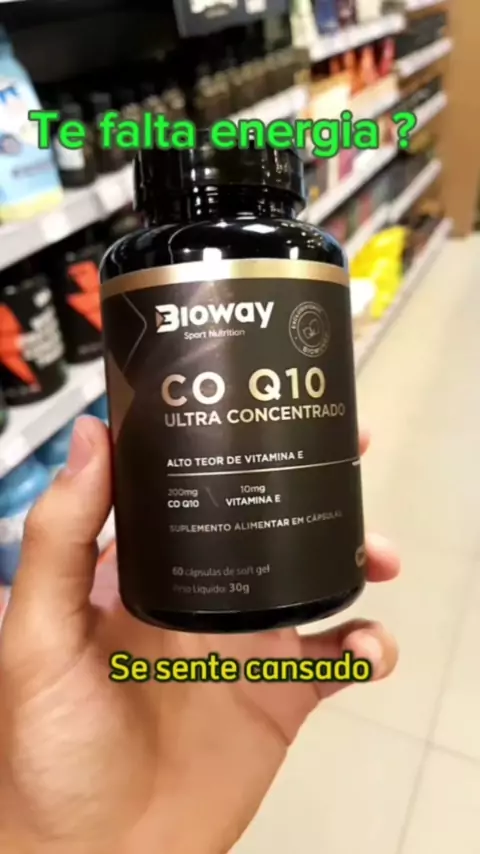 Te falta energia ?
BIOWAY
Sport Nutrition
CO Q10
ULTRA CONCENTRADO
ALTO TEOR DE VITAMINA E
200mg 10mg
CO Q10 VITAMINA E
SUPLEMENTO ALIMENTAR EM CÁPSULAS
60 cápsulas de soft gel
Peso Líquido: 30g
Se sente cansado